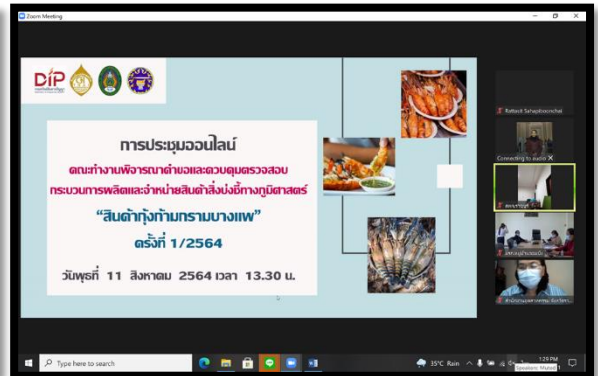 Zoom Meeting
DIP
การประชุมออนไลน์
คณะทำงานพิจารณาคำขอและควบคุมตรวจสอบ
กระบวนการผลิตและจำหน่ายสินค้าสิ่งบ่งชี้ทางภูมิศาสตร์
“สินค้ากุ้งก้ามกรามบางแพ”
ครั้งที่ 1/2564
วันพุธที่ 11 สิงหาคม 2564 เวลา 13.30 น.
Connecting to audio
Type here to search
35°C Rain
1:29 PM
Speakers: Muted